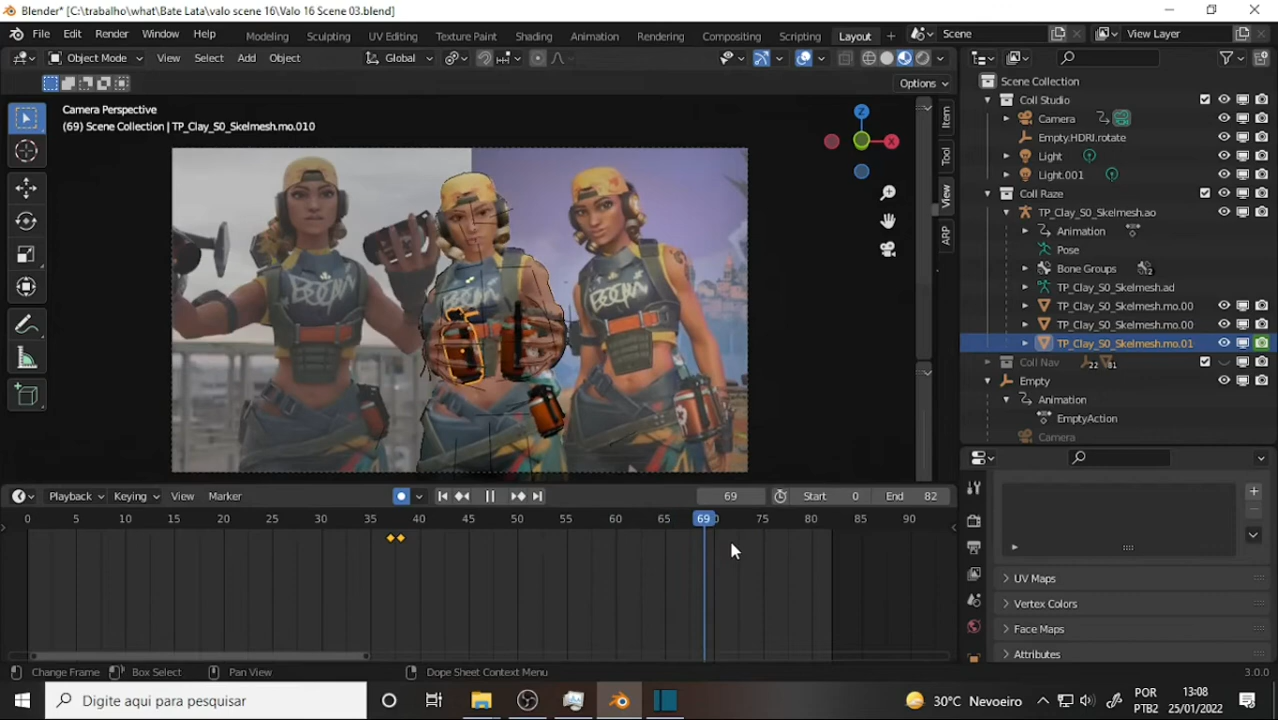 Blender* [C:\trabalho\what\Bate Lata\valo scene 16\Valo 16 Scene 03.blend]
File Edit Render Window Help Modeling Sculpting UV Editing Texture Paint Shading Animation Rendering Compositing Scripting Layout + Scene View Layer
Object Mode View Select Add Object Global
Options
Camera Perspective
(69) Scene Collection | TP_Clay_S0_Skelmesh.mo.010
Z
X
Item
Tool
View
ARP
BOOM
BOOM
BOOM
Scene Collection
Coll Studio
Camera
Empty.HDRI.rotate
Light
Light.001
Coll Raze
TP_Clay_S0_Skelmesh.ao
Animation
Pose
Bone Groups 2
TP_Clay_S0_Skelmesh.ad
TP_Clay_S0_Skelmesh.mo.00
TP_Clay_S0_Skelmesh.mo.00
TP_Clay_S0_Skelmesh.mo.01
Coll Nav 22 81
Empty
Animation
EmptyAction
Camera
Playback Keying View Marker 69 Start 0 End 82
0 5 10 15 20 25 30 35 40 45 50 55 60 65 69 75 80 85 90
UV Maps
Vertex Colors
Face Maps
Attributes
Change Frame Box Select Pan View Dope Sheet Context Menu 3.0.0
Digite aqui para pesquisar
30°C Nevoeiro
POR
PTB2
13:08
25/01/2022